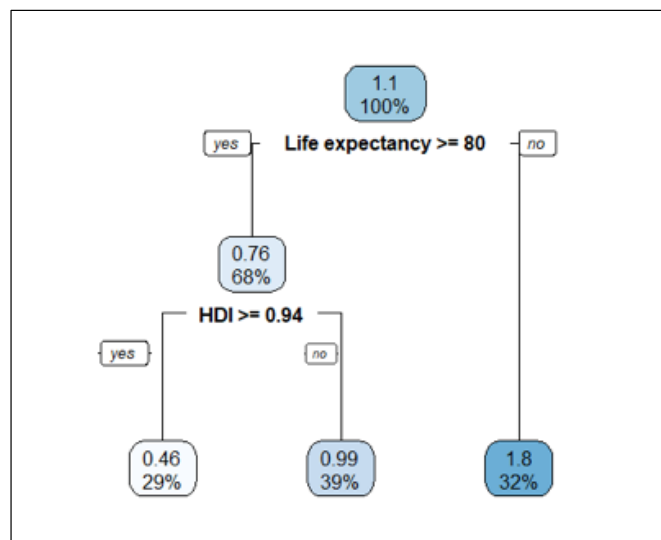 1.1
100%
yes
Life expectancy >= 80
no
0.76
68%
HDI >= 0.94
yes
no
0.46
29%
0.99
39%
1.8
32%